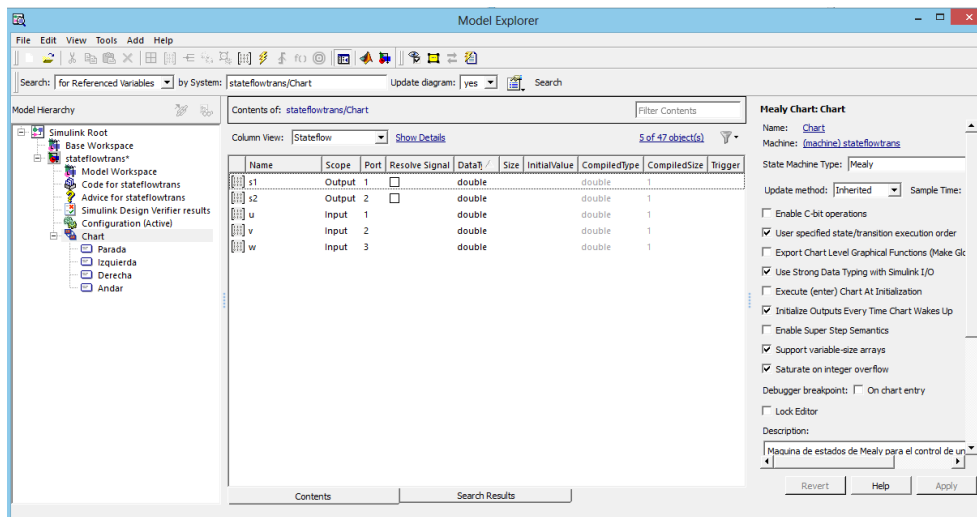 Model Explorer
File Edit View Tools Add Help
Search: for Referenced Variables by System: stateflowtrans/Chart Update diagram: yes Search
Model Hierarchy
Simulink Root
Base Workspace
stateflowtrans*
Model Workspace
Code for stateflowtrans
Advice for stateflowtrans
Simulink Design Verifier results
Configuration (Active)
Chart
Parada
Izquierda
Derecha
Andar
Contents of: stateflowtrans/Chart Filter Contents
Column View: Stateflow Show Details 5 of 47 object(s)
Name Scope Port Resolve Signal DataT Size InitialValue CompiledType CompiledSize Trigger
s1 Output 1 double double 1
s2 Output 2 double double 1
u Input 1 double double 1
v Input 2 double double 1
w Input 3 double double 1
Contents Search Results
Mealy Chart: Chart
Name: Chart
Machine: (machine) stateflowtrans
State Machine Type: Mealy
Update method: Inherited Sample Time:
Enable C-bit operations
User specified state/transition execution order
Export Chart Level Graphical Functions (Make Glo
Use Strong Data Typing with Simulink I/O
Execute (enter) Chart At Initialization
Initialize Outputs Every Time Chart Wakes Up
Enable Super Step Semantics
Support variable-size arrays
Saturate on integer overflow
Debugger breakpoint: On chart entry
Lock Editor
Description:
Maquina de estados de Mealy para el control de un
Revert Help Apply